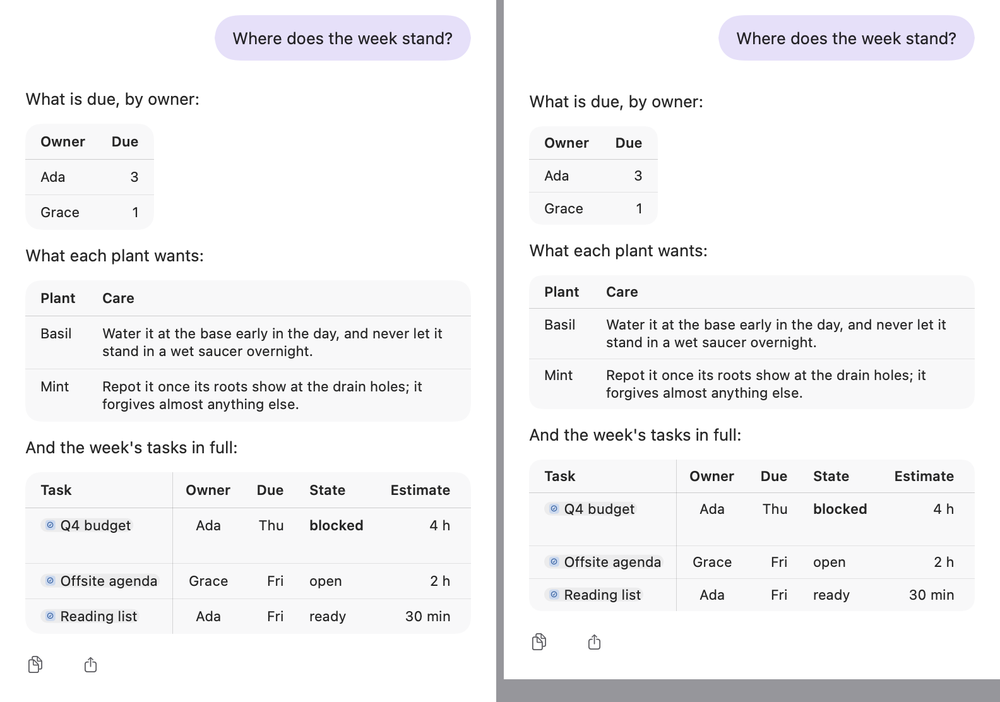 Where does the week stand?
What is due, by owner:
Owner Due
Ada 3
Grace 1
What each plant wants:
Plant Care
Basil Water it at the base early in the day, and never let it
stand in a wet saucer overnight.
Mint Repot it once its roots show at the drain holes; it
forgives almost anything else.
And the week's tasks in full:
Task Owner Due State Estimate
Q4 budget Ada Thu blocked 4 h
Offsite agenda Grace Fri open 2 h
Reading list Ada Fri ready 30 min
Where does the week stand?
What is due, by owner:
Owner Due
Ada 3
Grace 1
What each plant wants:
Plant Care
Basil Water it at the base early in the day, and never let it
stand in a wet saucer overnight.
Mint Repot it once its roots show at the drain holes; it
forgives almost anything else.
And the week's tasks in full:
Task Owner Due State Estimate
Q4 budget Ada Thu blocked 4 h
Offsite agenda Grace Fri open 2 h
Reading list Ada Fri ready 30 min